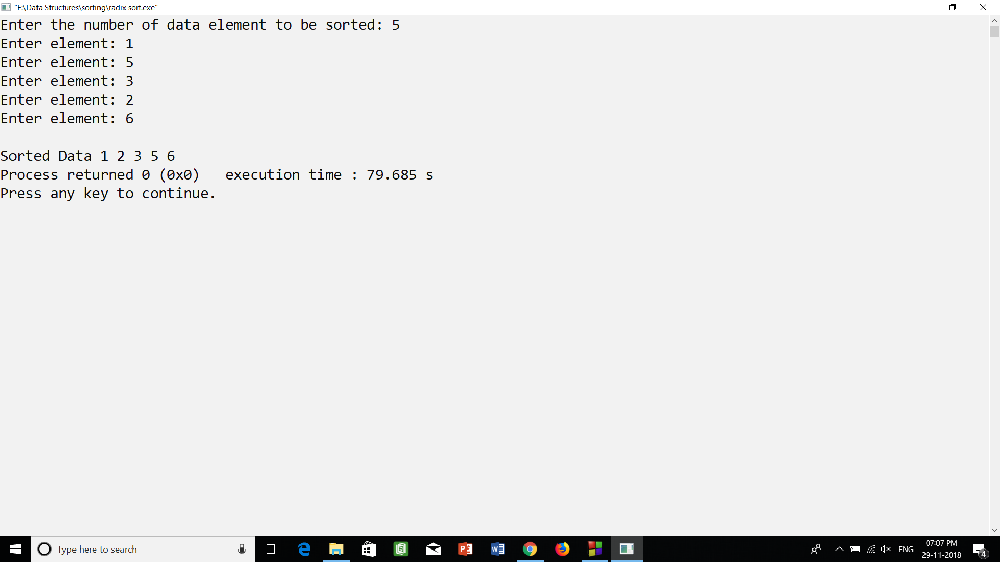 "E:\Data Structures\sorting\radix sort.exe"
Enter the number of data element to be sorted: 5
Enter element: 1
Enter element: 5
Enter element: 3
Enter element: 2
Enter element: 6
Sorted Data 1 2 3 5 6
Process returned 0 (0x0)   execution time : 79.685 s
Press any key to continue.
Type here to search
ENG
07:07 PM
29-11-2018
4